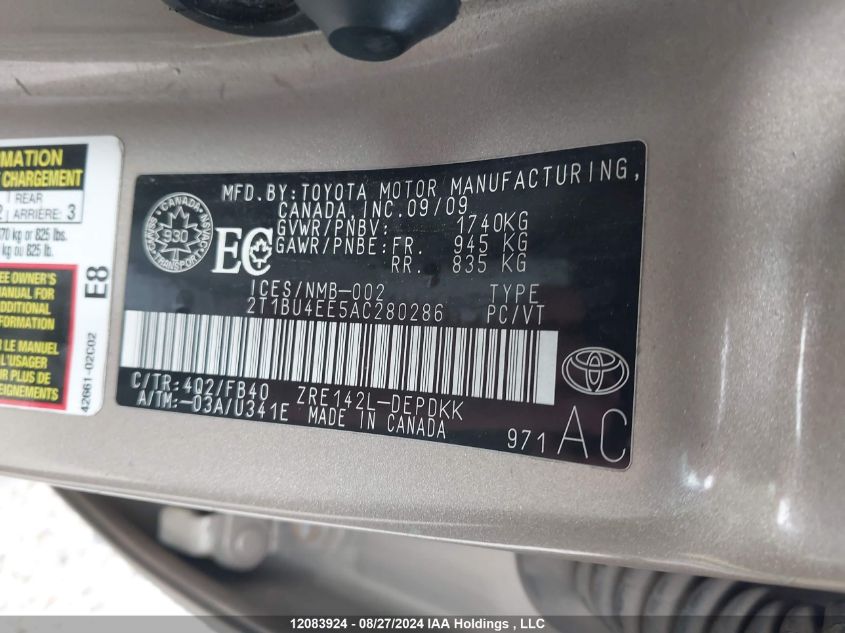 MATION
CHARGEMENT
REAR
ARRIÈRE: 3
370 kg or 825 lbs.
kg ou 825 lb.
EE OWNER'S
MANUAL FOR
ADDITIONAL
FORMATION
LE MANUEL
L'USAGER
UR PLUS DE
EIGNEMENTS
E8
42661-02C02
MFD.BY:TOYOTA MOTOR MANUFACTURING,
CANADA,INC.09/09
GVWR/PNBV: 1740KG
GAWR/PNBE:FR. 945 KG
RR. 835 KG
CANADA
930
TRANSPORT
EC
ICES/NMB-002 TYPE
2T1BU4EE5AC280286 PC/VT
C/TR:4Q2/FB40 ZRE142L-DEPDKK
A/TM:-03A/U341E MADE IN CANADA
971 AC
12083924 - 08/27/2024 IAA Holdings, LLC